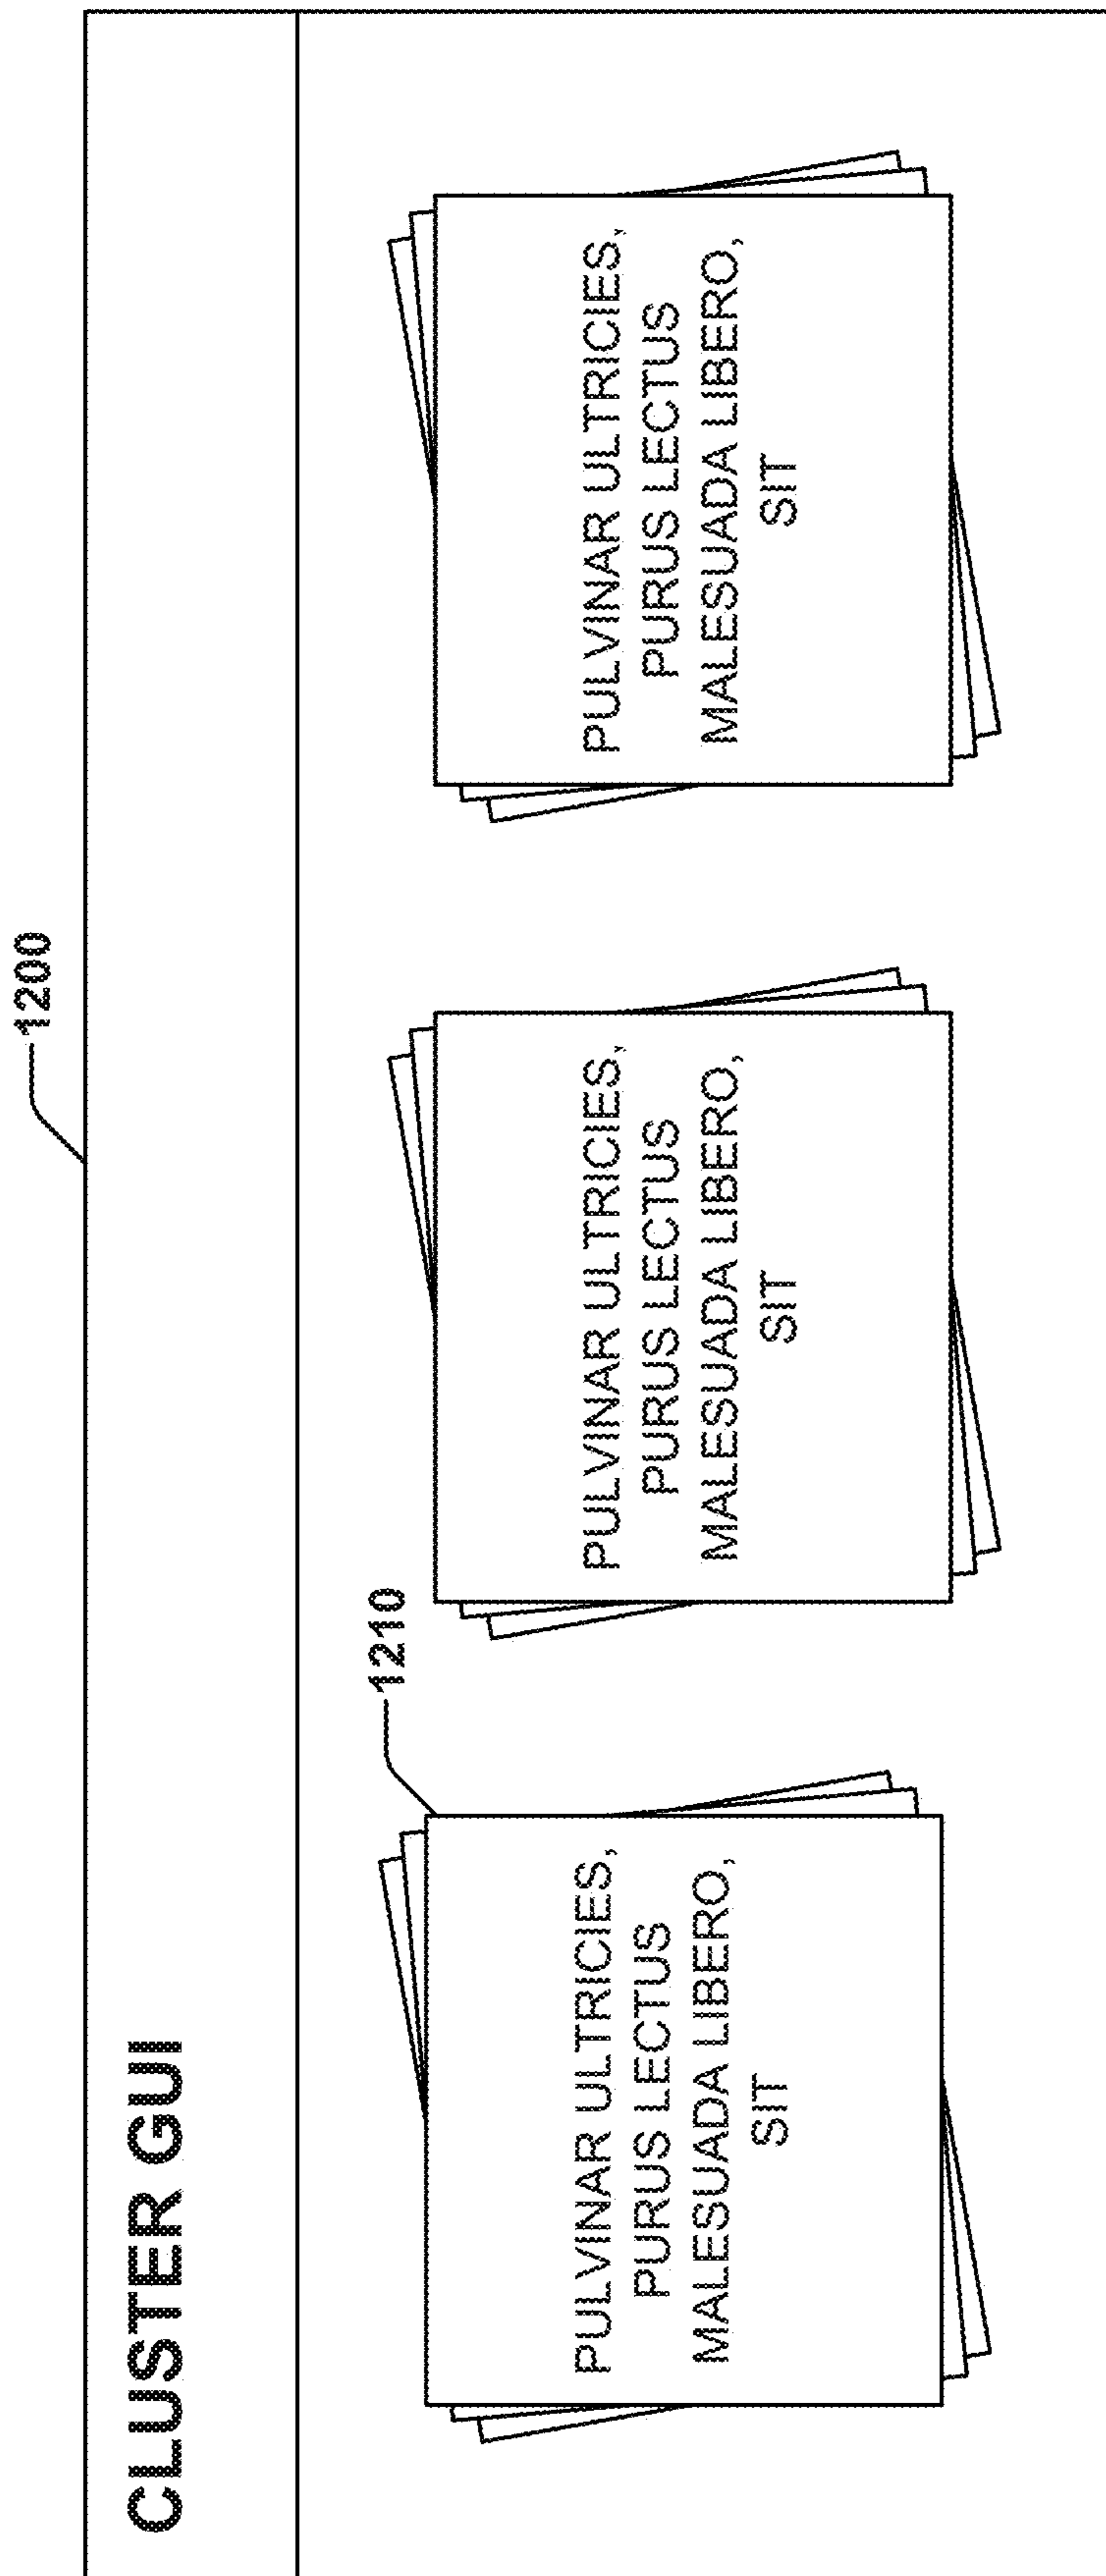 1200
CLUSTER GUI
1210
PULVINAR ULTRICIES,
PURUS LECTUS
MALESUADA LIBERO,
SIT
PULVINAR ULTRICIES,
PURUS LECTUS
MALESUADA LIBERO,
SIT
PULVINAR ULTRICIES,
PURUS LECTUS
MALESUADA LIBERO,
SIT